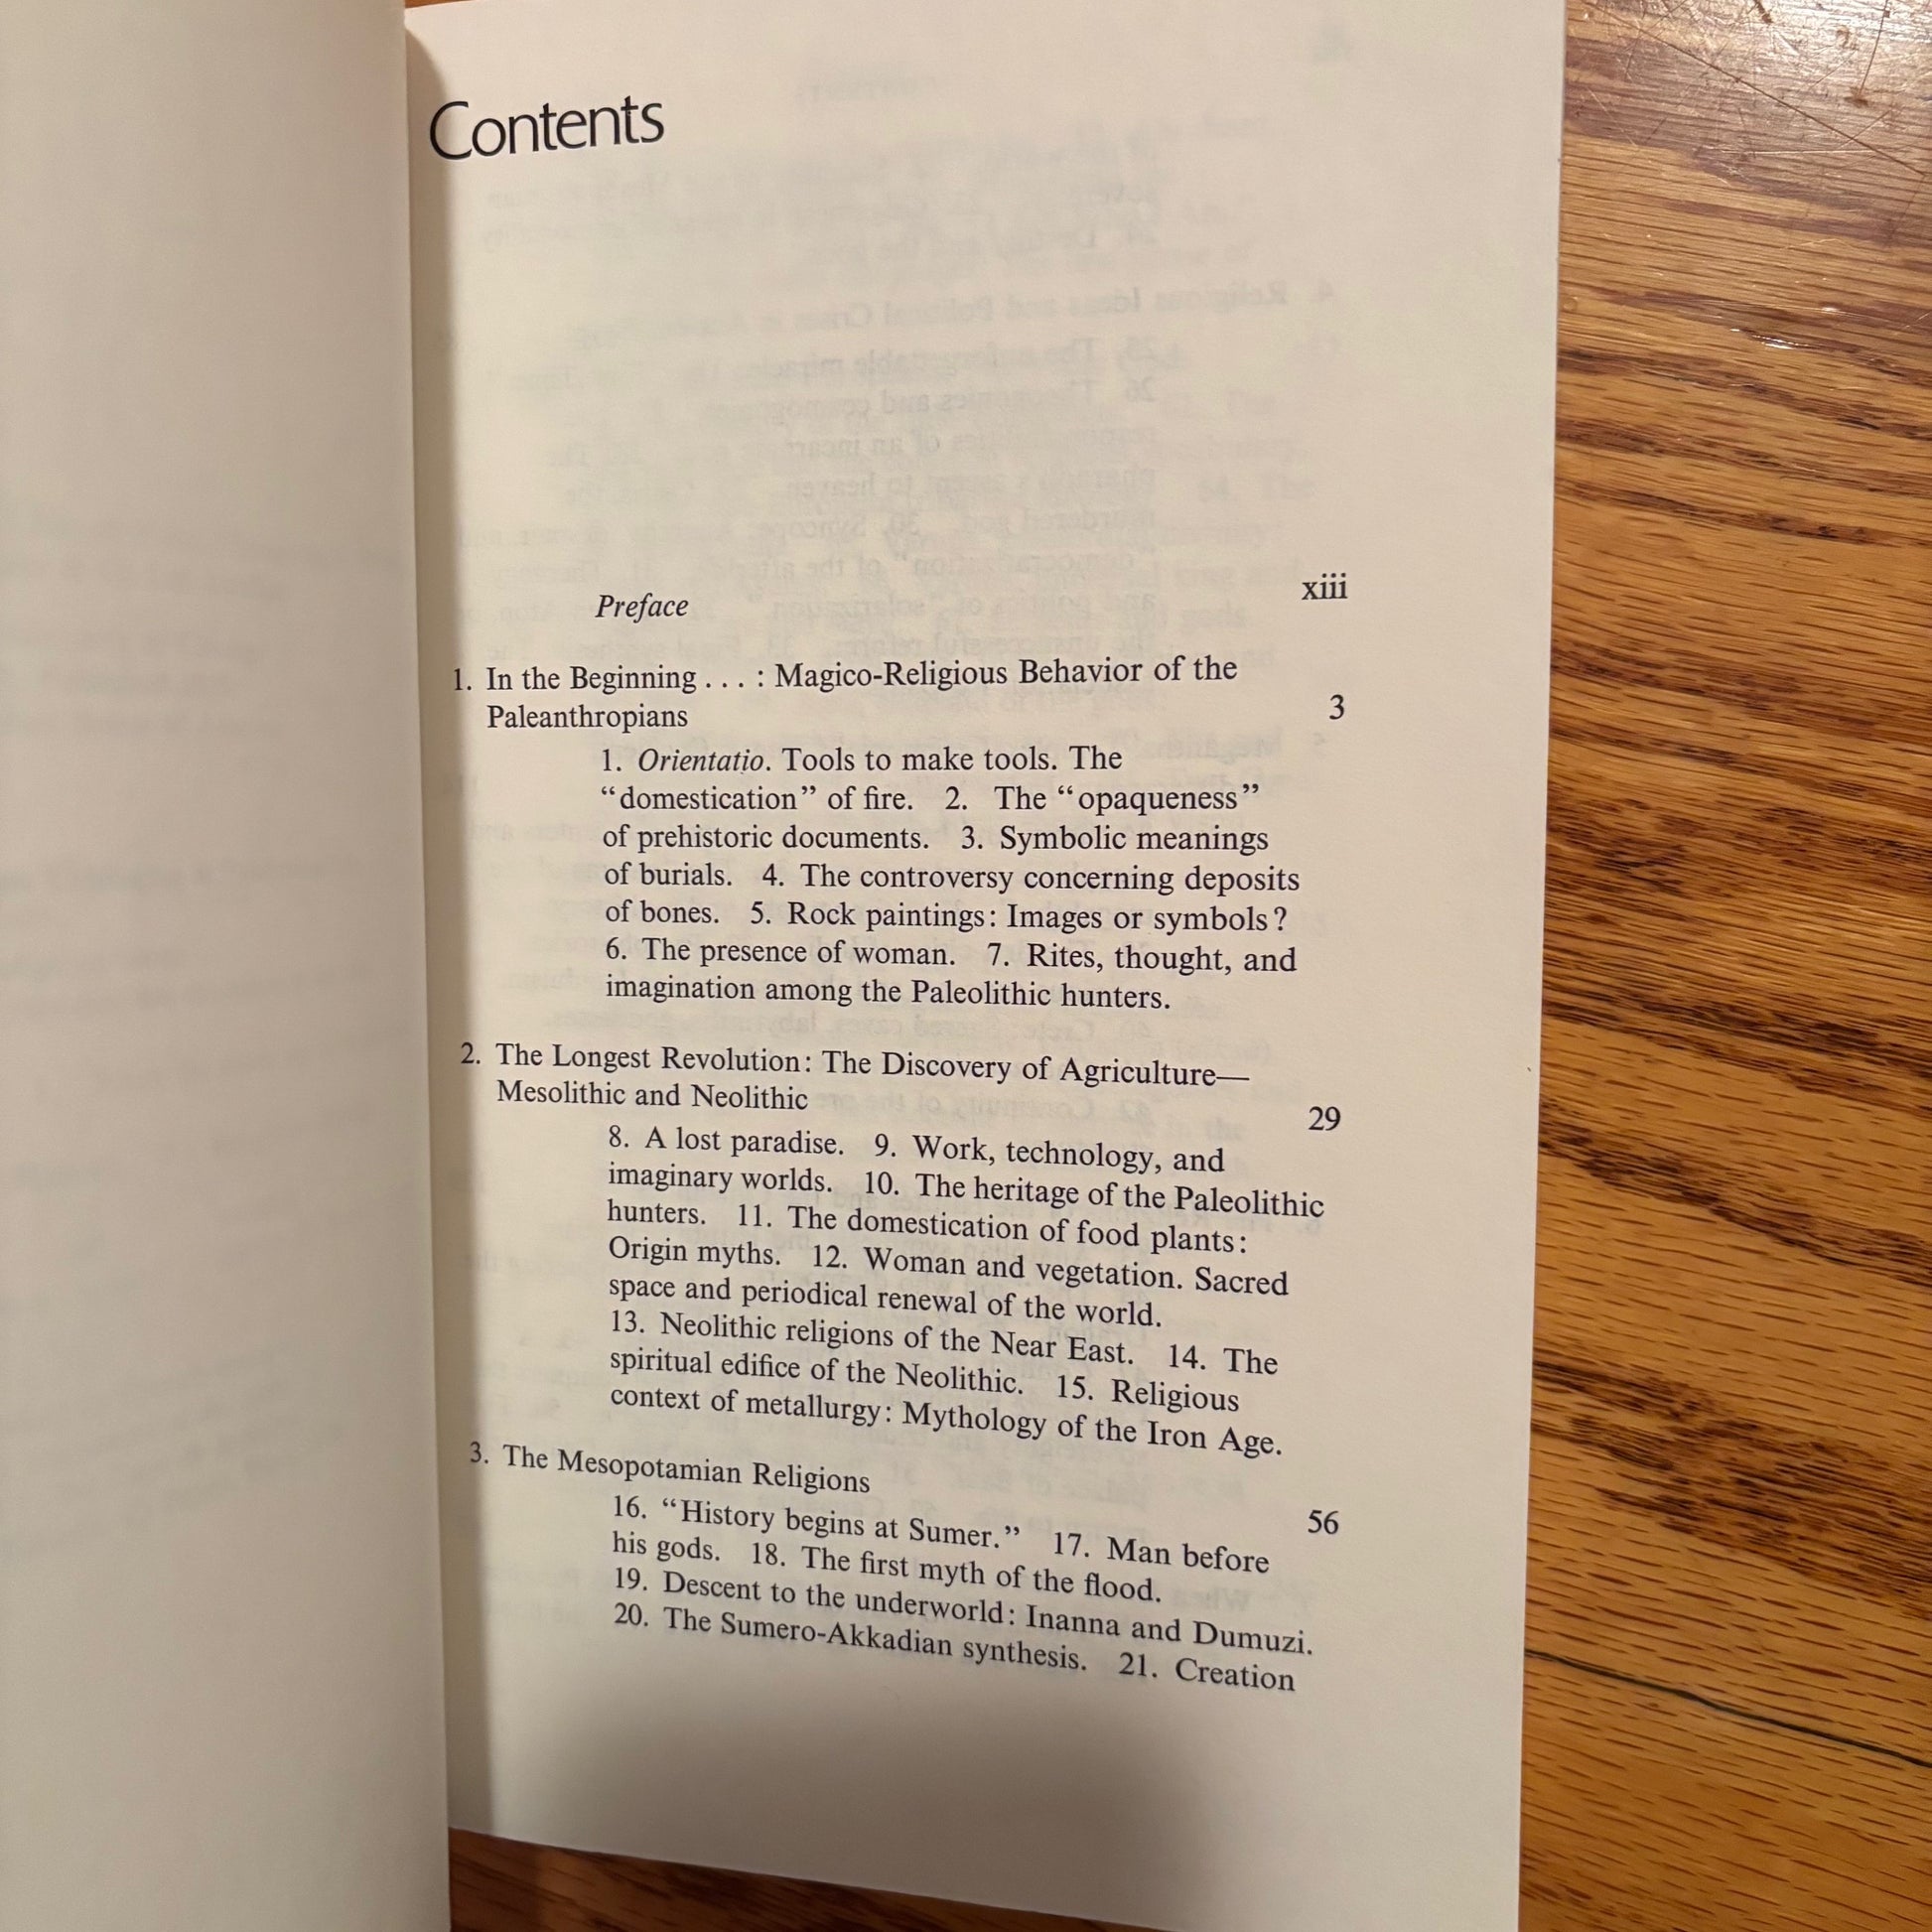 Contents
Preface xiii
1. In the Beginning . . . : Magico-Religious Behavior of the
Paleanthropians 3
1. Orientatio. Tools to make tools. The
“domestication” of fire. 2. The “opaqueness”
of prehistoric documents. 3. Symbolic meanings
of burials. 4. The controversy concerning deposits
of bones. 5. Rock paintings: Images or symbols?
6. The presence of woman. 7. Rites, thought, and
imagination among the Paleolithic hunters.
2. The Longest Revolution: The Discovery of Agriculture—
Mesolithic and Neolithic 29
8. A lost paradise. 9. Work, technology, and
imaginary worlds. 10. The heritage of the Paleolithic
hunters. 11. The domestication of food plants:
Origin myths. 12. Woman and vegetation. Sacred
space and periodical renewal of the world.
13. Neolithic religions of the Near East. 14. The
spiritual edifice of the Neolithic. 15. Religious
context of metallurgy: Mythology of the Iron Age.
3. The Mesopotamian Religions 56
16. “History begins at Sumer.” 17. Man before
his gods. 18. The first myth of the flood.
19. Descent to the underworld: Inanna and Dumuzi.
20. The Sumero-Akkadian synthesis. 21. Creation